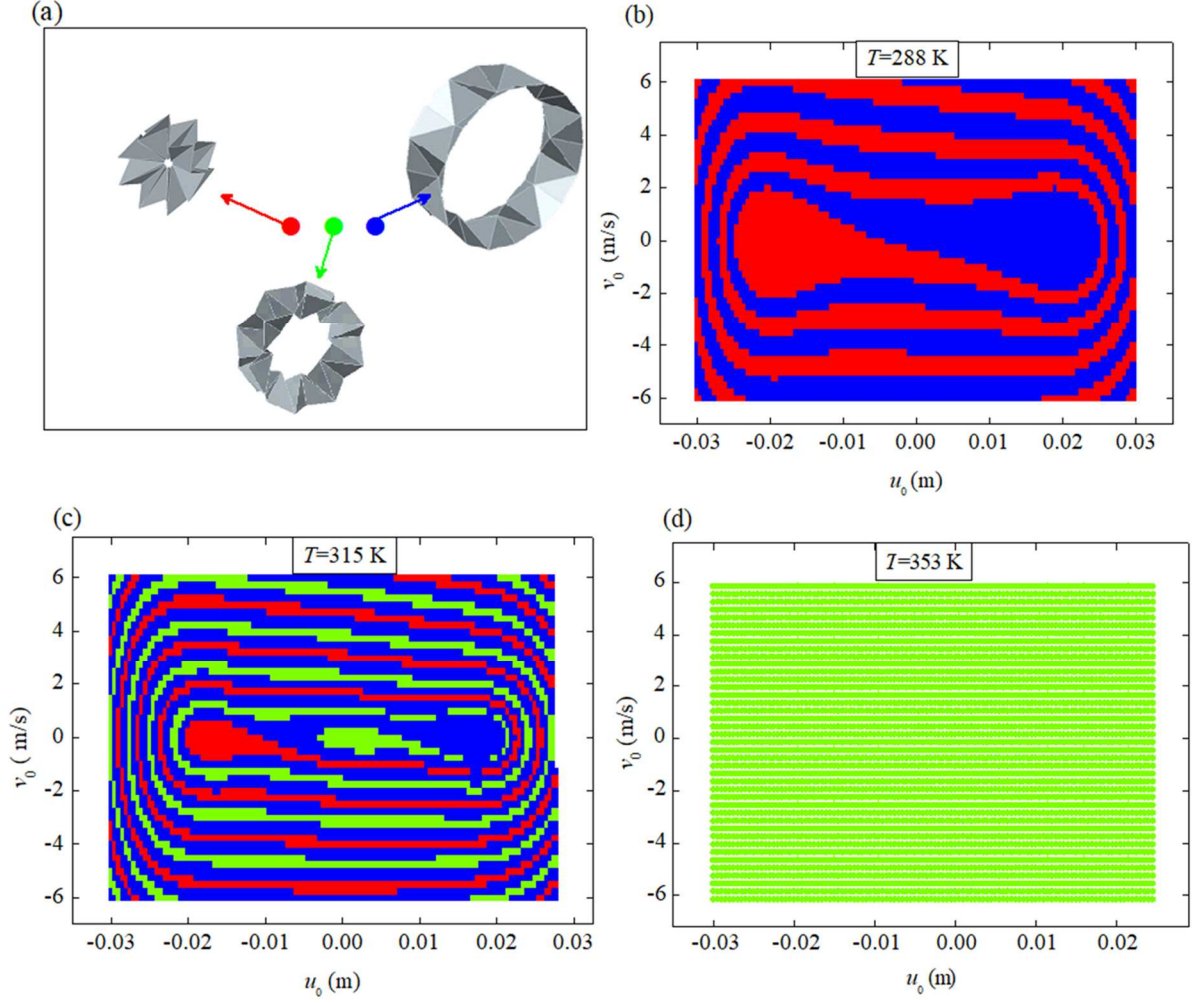 (a)
(b)
T=288 K
6
4
2
0
-2
-4
-6
v₀ (m/s)
-0.03 -0.02 -0.01 0.00 0.01 0.02 0.03
u₀ (m)
(c)
T=315 K
6
4
2
0
-2
-4
-6
v₀ ( m/s)
-0.03 -0.02 -0.01 0.00 0.01 0.02 0.03
u₀ (m)
(d)
T=353 K
6
4
2
0
-2
-4
-6
v₀ (m/s)
-0.03 -0.02 -0.01 0.00 0.01 0.02
u₀ (m)